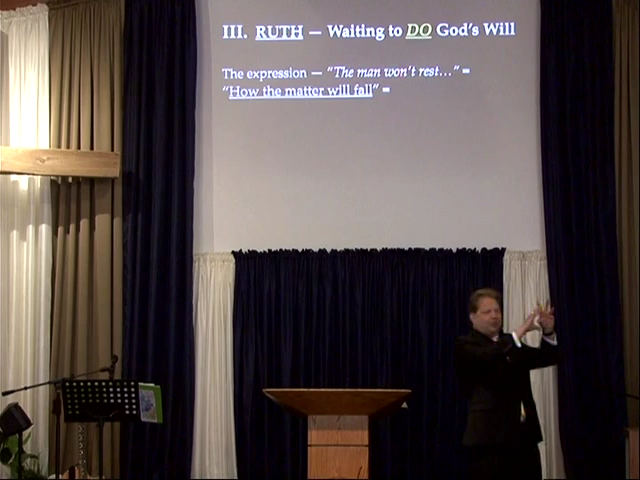 III. RUTH — Waiting to DO God's Will
The expression — "The man won't rest…" =
"How the matter will fall" =